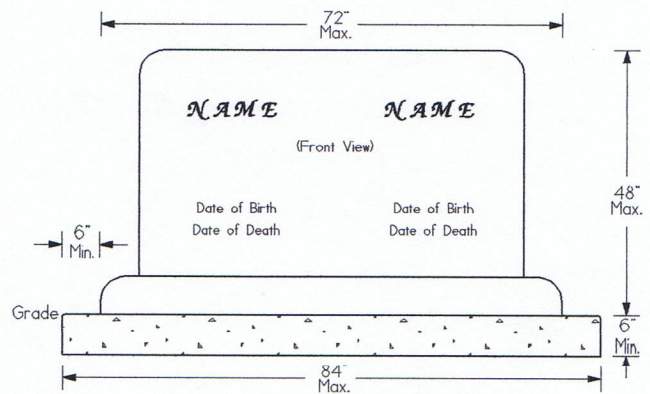 72"
Max.
NAME NAME
(Front View)
48"
Max.
Date of Birth Date of Birth
Date of Death Date of Death
6"
Min.
Grade
6"
Min.
84"
Max.